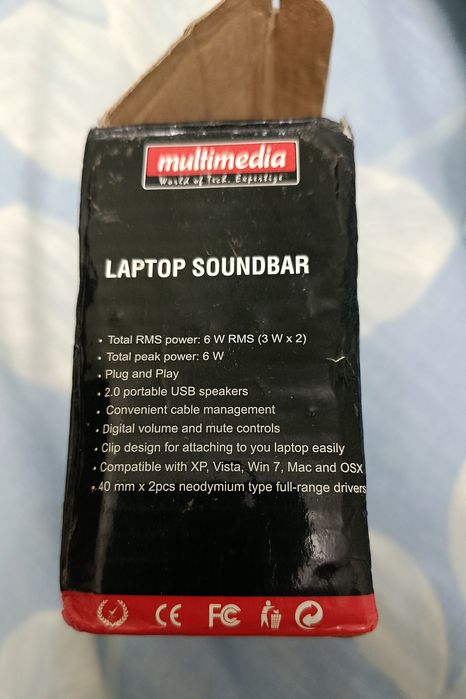 multimedia
World of Tech. Expertise
LAPTOP SOUNDBAR
• Total RMS power: 6 W RMS (3 W x 2)
• Total peak power: 6 W
• Plug and Play
• 2.0 portable USB speakers
• Convenient cable management
• Digital volume and mute controls
• Clip design for attaching to you laptop easily
• Compatible with XP, Vista, Win 7, Mac and OSX
• 40 mm x 2pcs neodymium type full-range drivers
CE FC